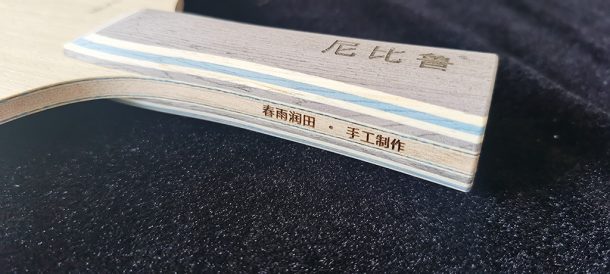 尼比鲁
春雨润田 · 手工制作